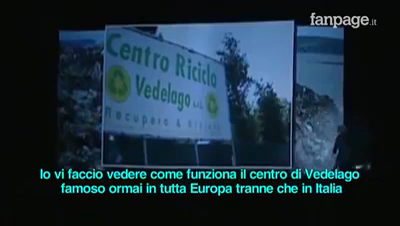 fanpage.it
Centro Riciclo
Vedelago s.r.l.
Recupero & Riciclo
Io vi faccio vedere come funziona il centro di Vedelago
famoso ormai in tutta Europa tranne che in Italia